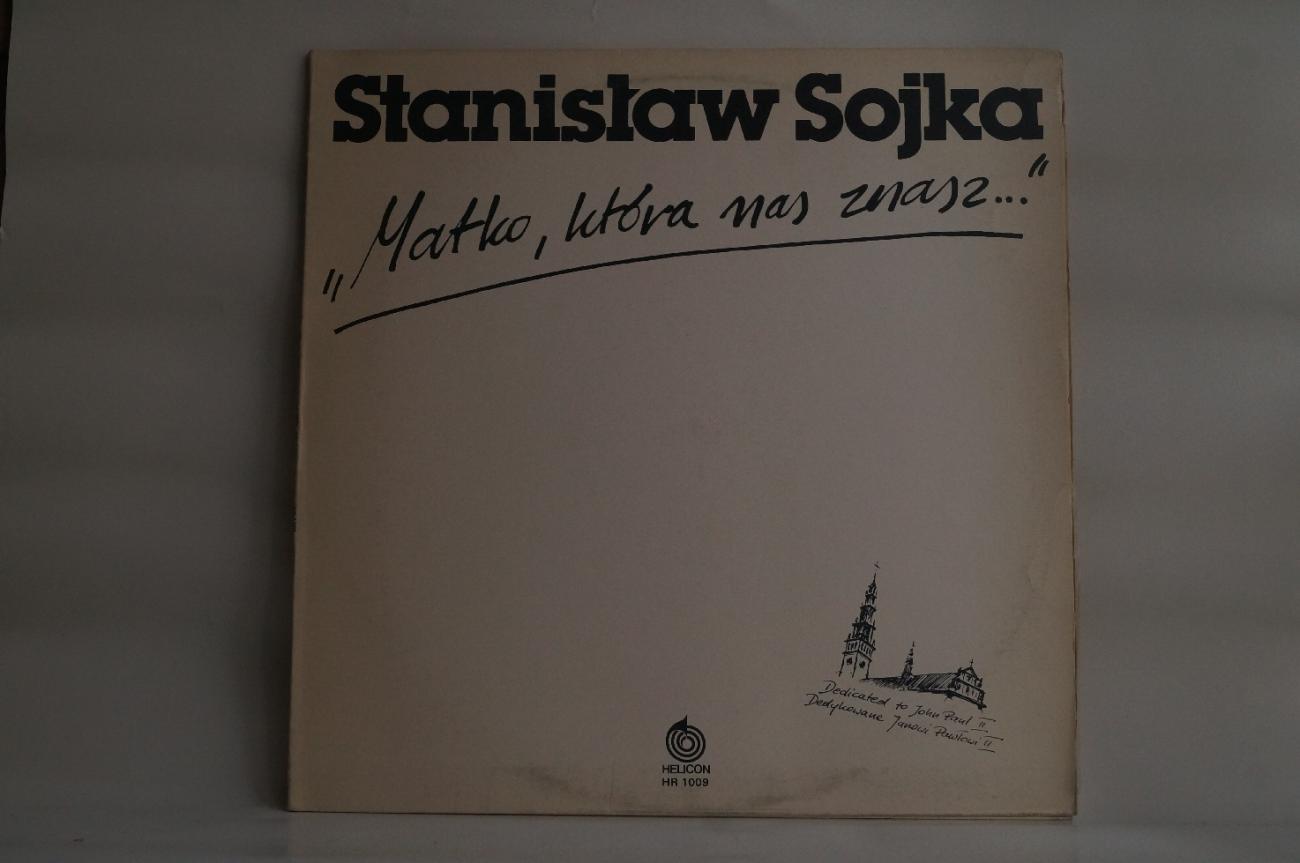 Stanisław Sojka
„Matko, która nas znasz..."
Dedicated to John Paul II
Dedykowane Janowi Pawłowi II
HELICON
HR 1009